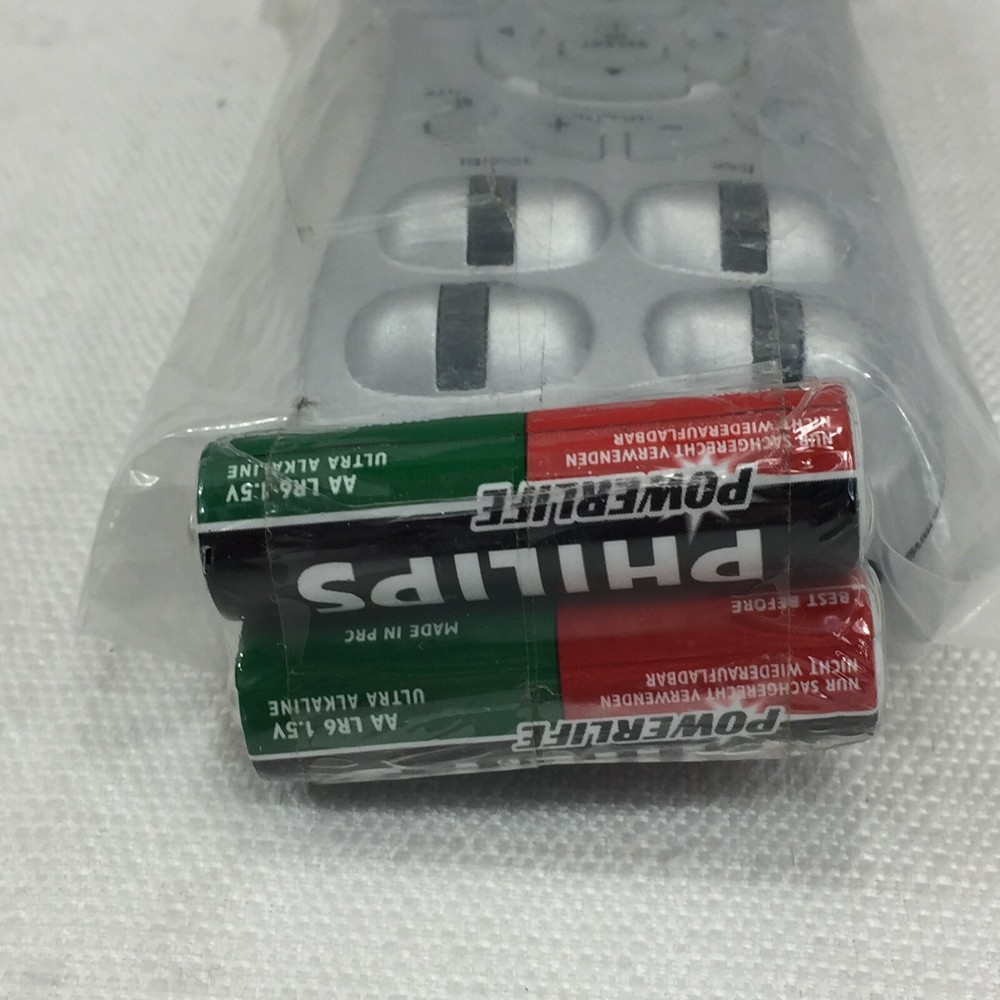 SELECT
+
-
PHILIPS
POWERLIFE
NUR SACHGERECHT VERWENDEN
NICHT WIEDERAUFLADBAR
AA LR6 1.5V
ULTRA ALKALINE
POWERLIFE
AA LR6 1.5V
ULTRA ALKALINE
NUR SACHGERECHT VERWENDEN
NICHT WIEDERAUFLADBAR
MADE IN PRC
BEST BEFORE